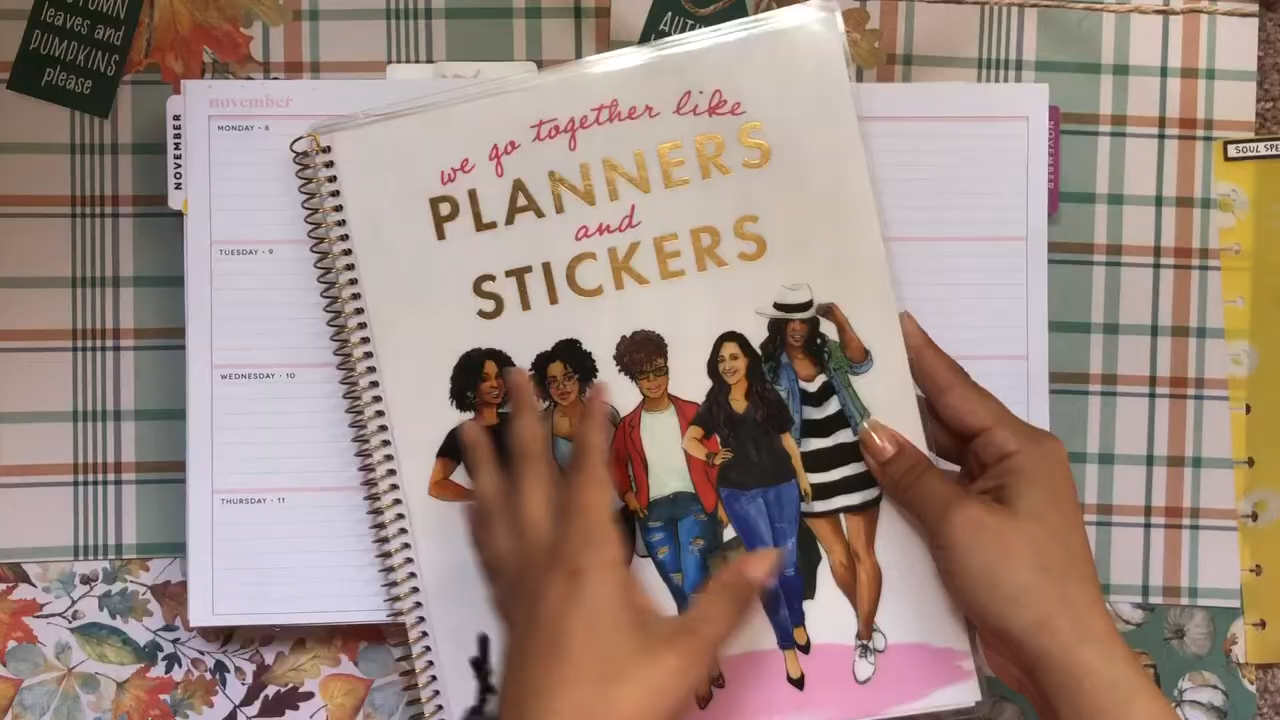 leaves and
PUMPKINS
please
november
NOVEMBER
MONDAY • 8
TUESDAY • 9
WEDNESDAY • 10
THURSDAY • 11
we go together like
PLANNERS
and
STICKERS
NOVEMBER
SOUL